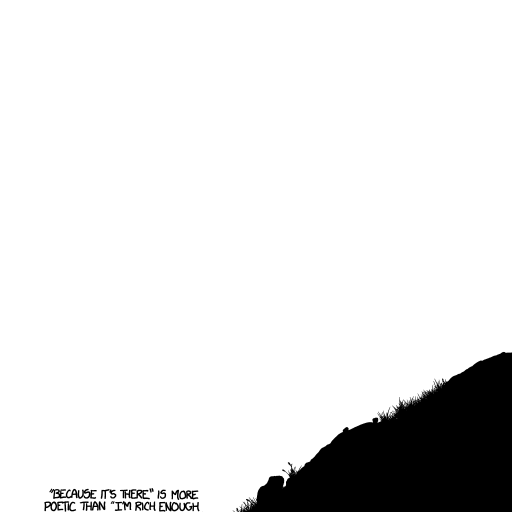 "BECAUSE IT'S THERE" IS MORE
POETIC THAN "I'M RICH ENOUGH